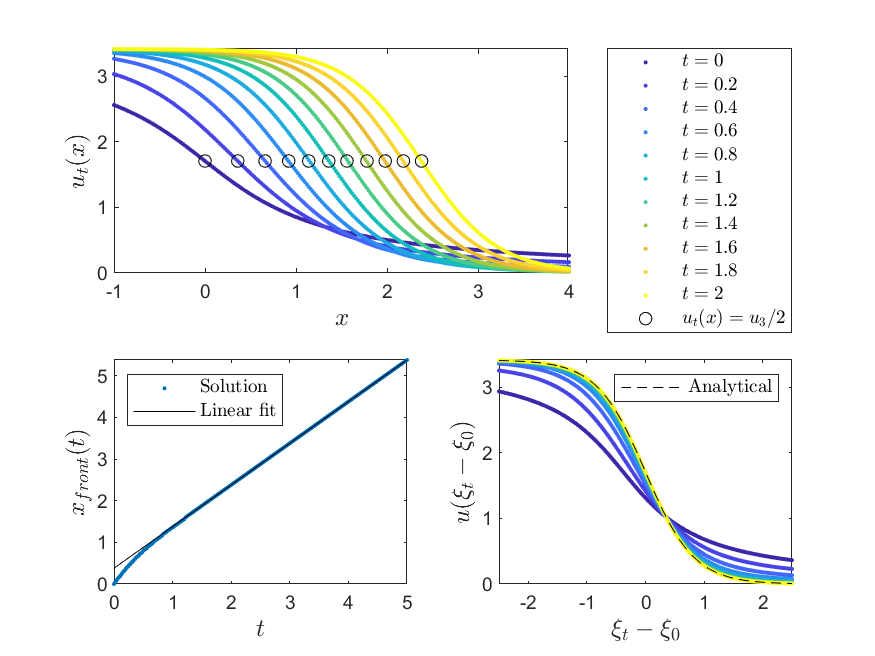 3
2
1
0
u_t(x)
-1 0 1 2 3 4
x
t = 0
t = 0.2
t = 0.4
t = 0.6
t = 0.8
t = 1
t = 1.2
t = 1.4
t = 1.6
t = 1.8
t = 2
u_t(x) = u_3/2
5
4
3
2
1
0
x_{front}(t)
Solution
Linear fit
0 1 2 3 4 5
t
3
2
1
0
u(ξ_t − ξ_0)
Analytical
-2 -1 0 1 2
ξ_t − ξ_0